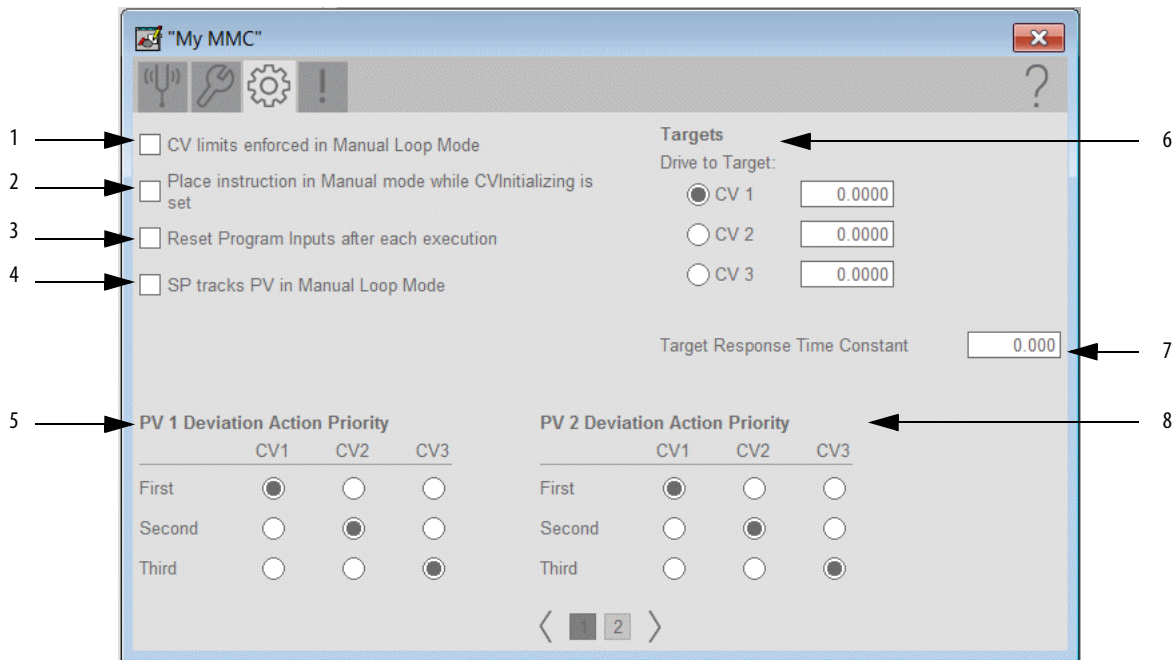 "My MMC"
1
CV limits enforced in Manual Loop Mode
2
Place instruction in Manual mode while CVInitializing is
set
3
Reset Program Inputs after each execution
4
SP tracks PV in Manual Loop Mode
Targets
6
Drive to Target:
CV 1 0.0000
CV 2 0.0000
CV 3 0.0000
Target Response Time Constant 0.000
7
5
PV 1 Deviation Action Priority
CV1 CV2 CV3
First
Second
Third
PV 2 Deviation Action Priority
8
CV1 CV2 CV3
First
Second
Third
1 2